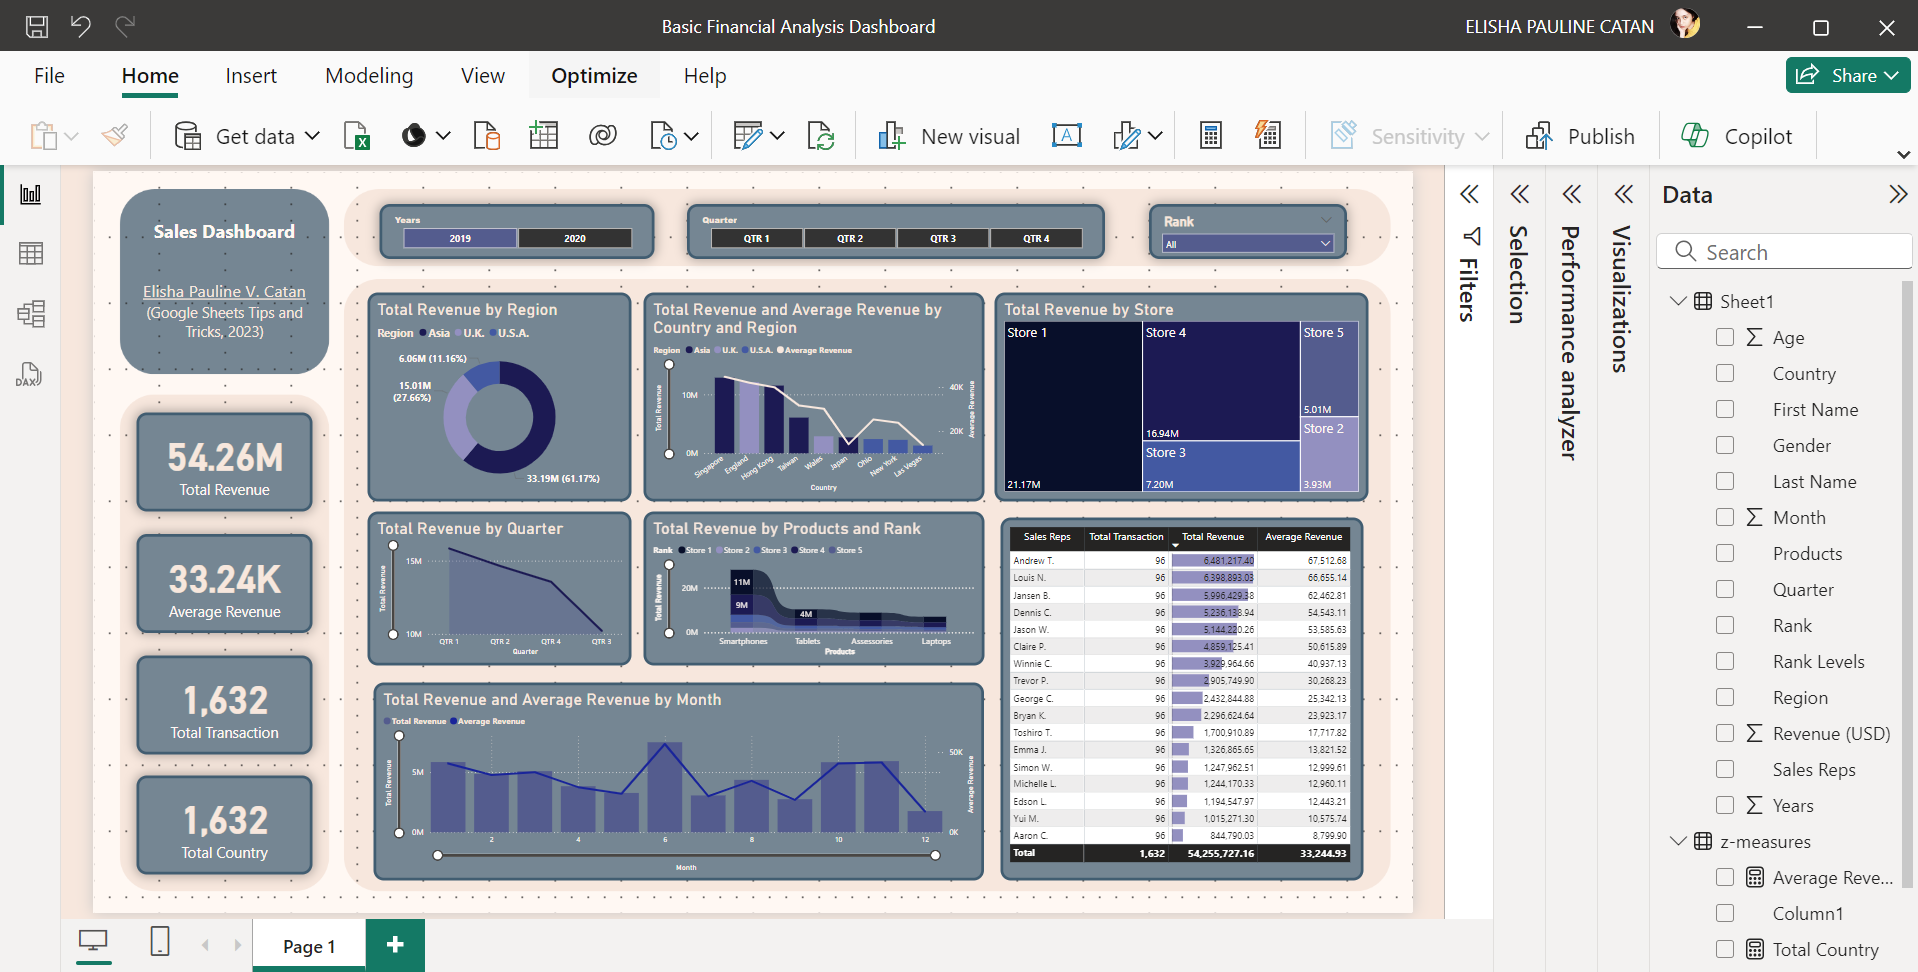 Basic Financial Analysis Dashboard
ELISHA PAULINE CATAN
File Home Insert Modeling View Optimize Help
Share
Get data
New visual
Sensitivity
Publish
Copilot
Sales Dashboard
Elisha Pauline V. Catan
(Google Sheets Tips and
Tricks, 2023)
Years
2019 2020
Quarter
QTR 1 QTR 2 QTR 3 QTR 4
Rank
All
54.26M
Total Revenue
33.24K
Average Revenue
1,632
Total Transaction
1,632
Total Country
Total Revenue by Region
Region Asia U.K. U.S.A.
6.06M (11.16%)
15.01M
(27.66%)
33.19M (61.17%)
Total Revenue and Average Revenue by
Country and Region
Region Asia U.K. U.S.A. Average Revenue
Total Revenue
10M
0M
40K
20K
Average Revenue
Singapore England Hong Kong Taiwan Wales Japan Ohio New York Las Vegas
Country
Total Revenue by Store
Store 1
21.17M
Store 4
16.94M
Store 3
7.20M
Store 5
5.01M
Store 2
3.93M
Total Revenue by Quarter
Total Revenue
15M
10M
QTR 1 QTR 2 QTR 4 QTR 3
Quarter
Total Revenue by Products and Rank
Rank Store 1 Store 2 Store 3 Store 4 Store 5
Total Revenue
20M
0M
11M
9M
4M
Smartphones Tablets Assessories Laptops
Products
Total Revenue and Average Revenue by Month
Total Revenue Average Revenue
Total Revenue
5M
0M
50K
0K
Average Revenue
2 4 6 8 10 12
Month
Sales Reps Total Transaction Total Revenue Average Revenue
Andrew T. 96 6,481,217.40 67,512.68
Louis N. 96 6,398,893.03 66,655.14
Jansen B. 96 5,996,429.38 62,462.81
Dennis C. 96 5,236,138.94 54,543.11
Jason W. 96 5,144,220.26 53,585.63
Claire P. 96 4,859,125.41 50,615.89
Winnie C. 96 3,929,964.66 40,937.13
Trevor P. 96 2,905,749.90 30,268.23
George C. 96 2,432,844.88 25,342.13
Bryan K. 96 2,296,624.64 23,923.17
Toshiro T. 96 1,700,910.89 17,717.82
Emma J. 96 1,326,865.65 13,821.52
Simon W. 96 1,247,962.51 12,999.61
Michelle L. 96 1,244,170.33 12,960.11
Edson L. 96 1,194,547.97 12,443.21
Yui M. 96 1,015,271.30 10,575.74
Aaron C. 96 844,790.03 8,799.90
Total 1,632 54,255,727.16 33,244.93
Filters
Selection
Performance analyzer
Visualizations
Data
Search
Sheet1
Age
Country
First Name
Gender
Last Name
Month
Products
Quarter
Rank
Rank Levels
Region
Revenue (USD)
Sales Reps
Years
z-measures
Average Reve...
Column1
Total Country
DAX
Page 1